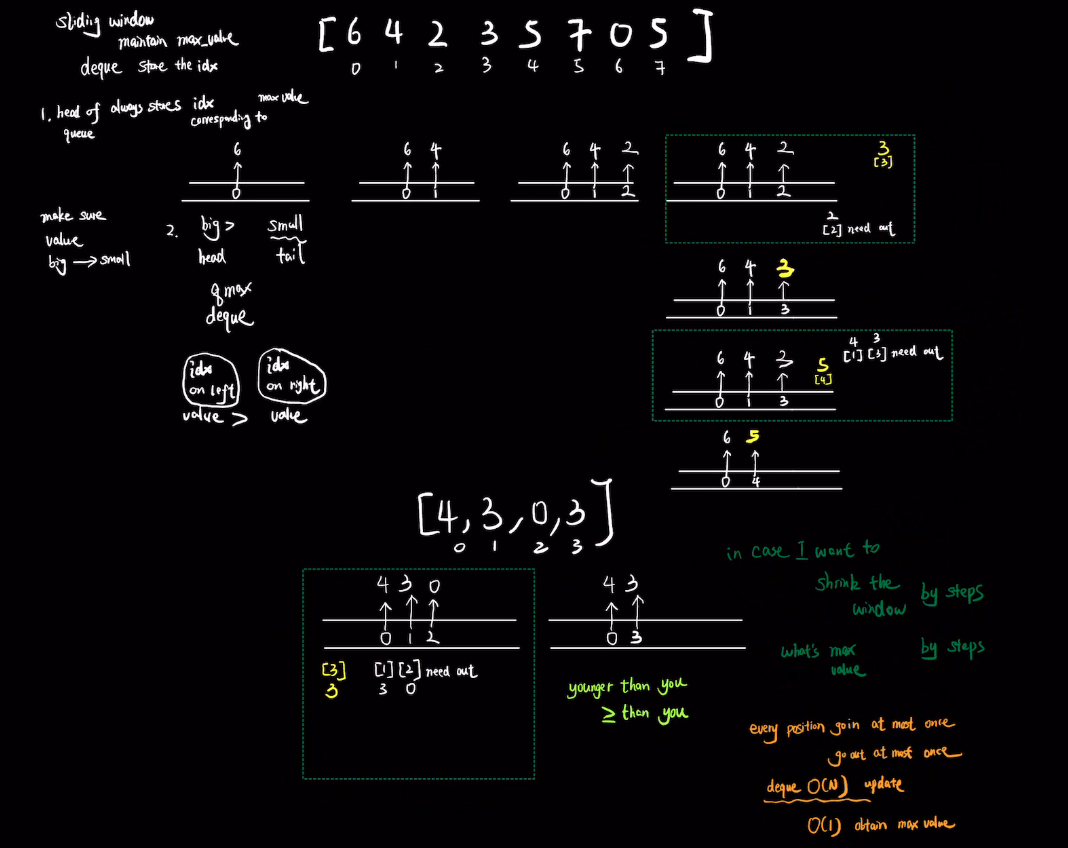 sliding window
maintain max_value
deque store the idx
[6 4 2 3 5 7 0 5]
0 1 2 3 4 5 6 7
1. head of queue always stores idx corresponding to max value
6
0
6 4
0 1
6 4 2
0 1 2
6 4 2
0 1 2
3
[3]
2
[2] need out
make sure
value
big → small
2. big > small
head tail
qmax
deque
6 4 3
0 1 3
idx on left
idx on right
value > value
6 4 3
0 1 3
5
[4]
4 3
[1] [3] need out
6 5
0 4
[4, 3, 0, 3]
0 1 2 3
4 3 0
0 1 2
[3] [1] [2] need out
3 3 0
4 3
0 3
younger than you
≥ than you
in case I want to
shrink the
window by steps
what's max
value by steps
every position go in at most once
go out at most once
deque O(N) update
O(1) obtain max value